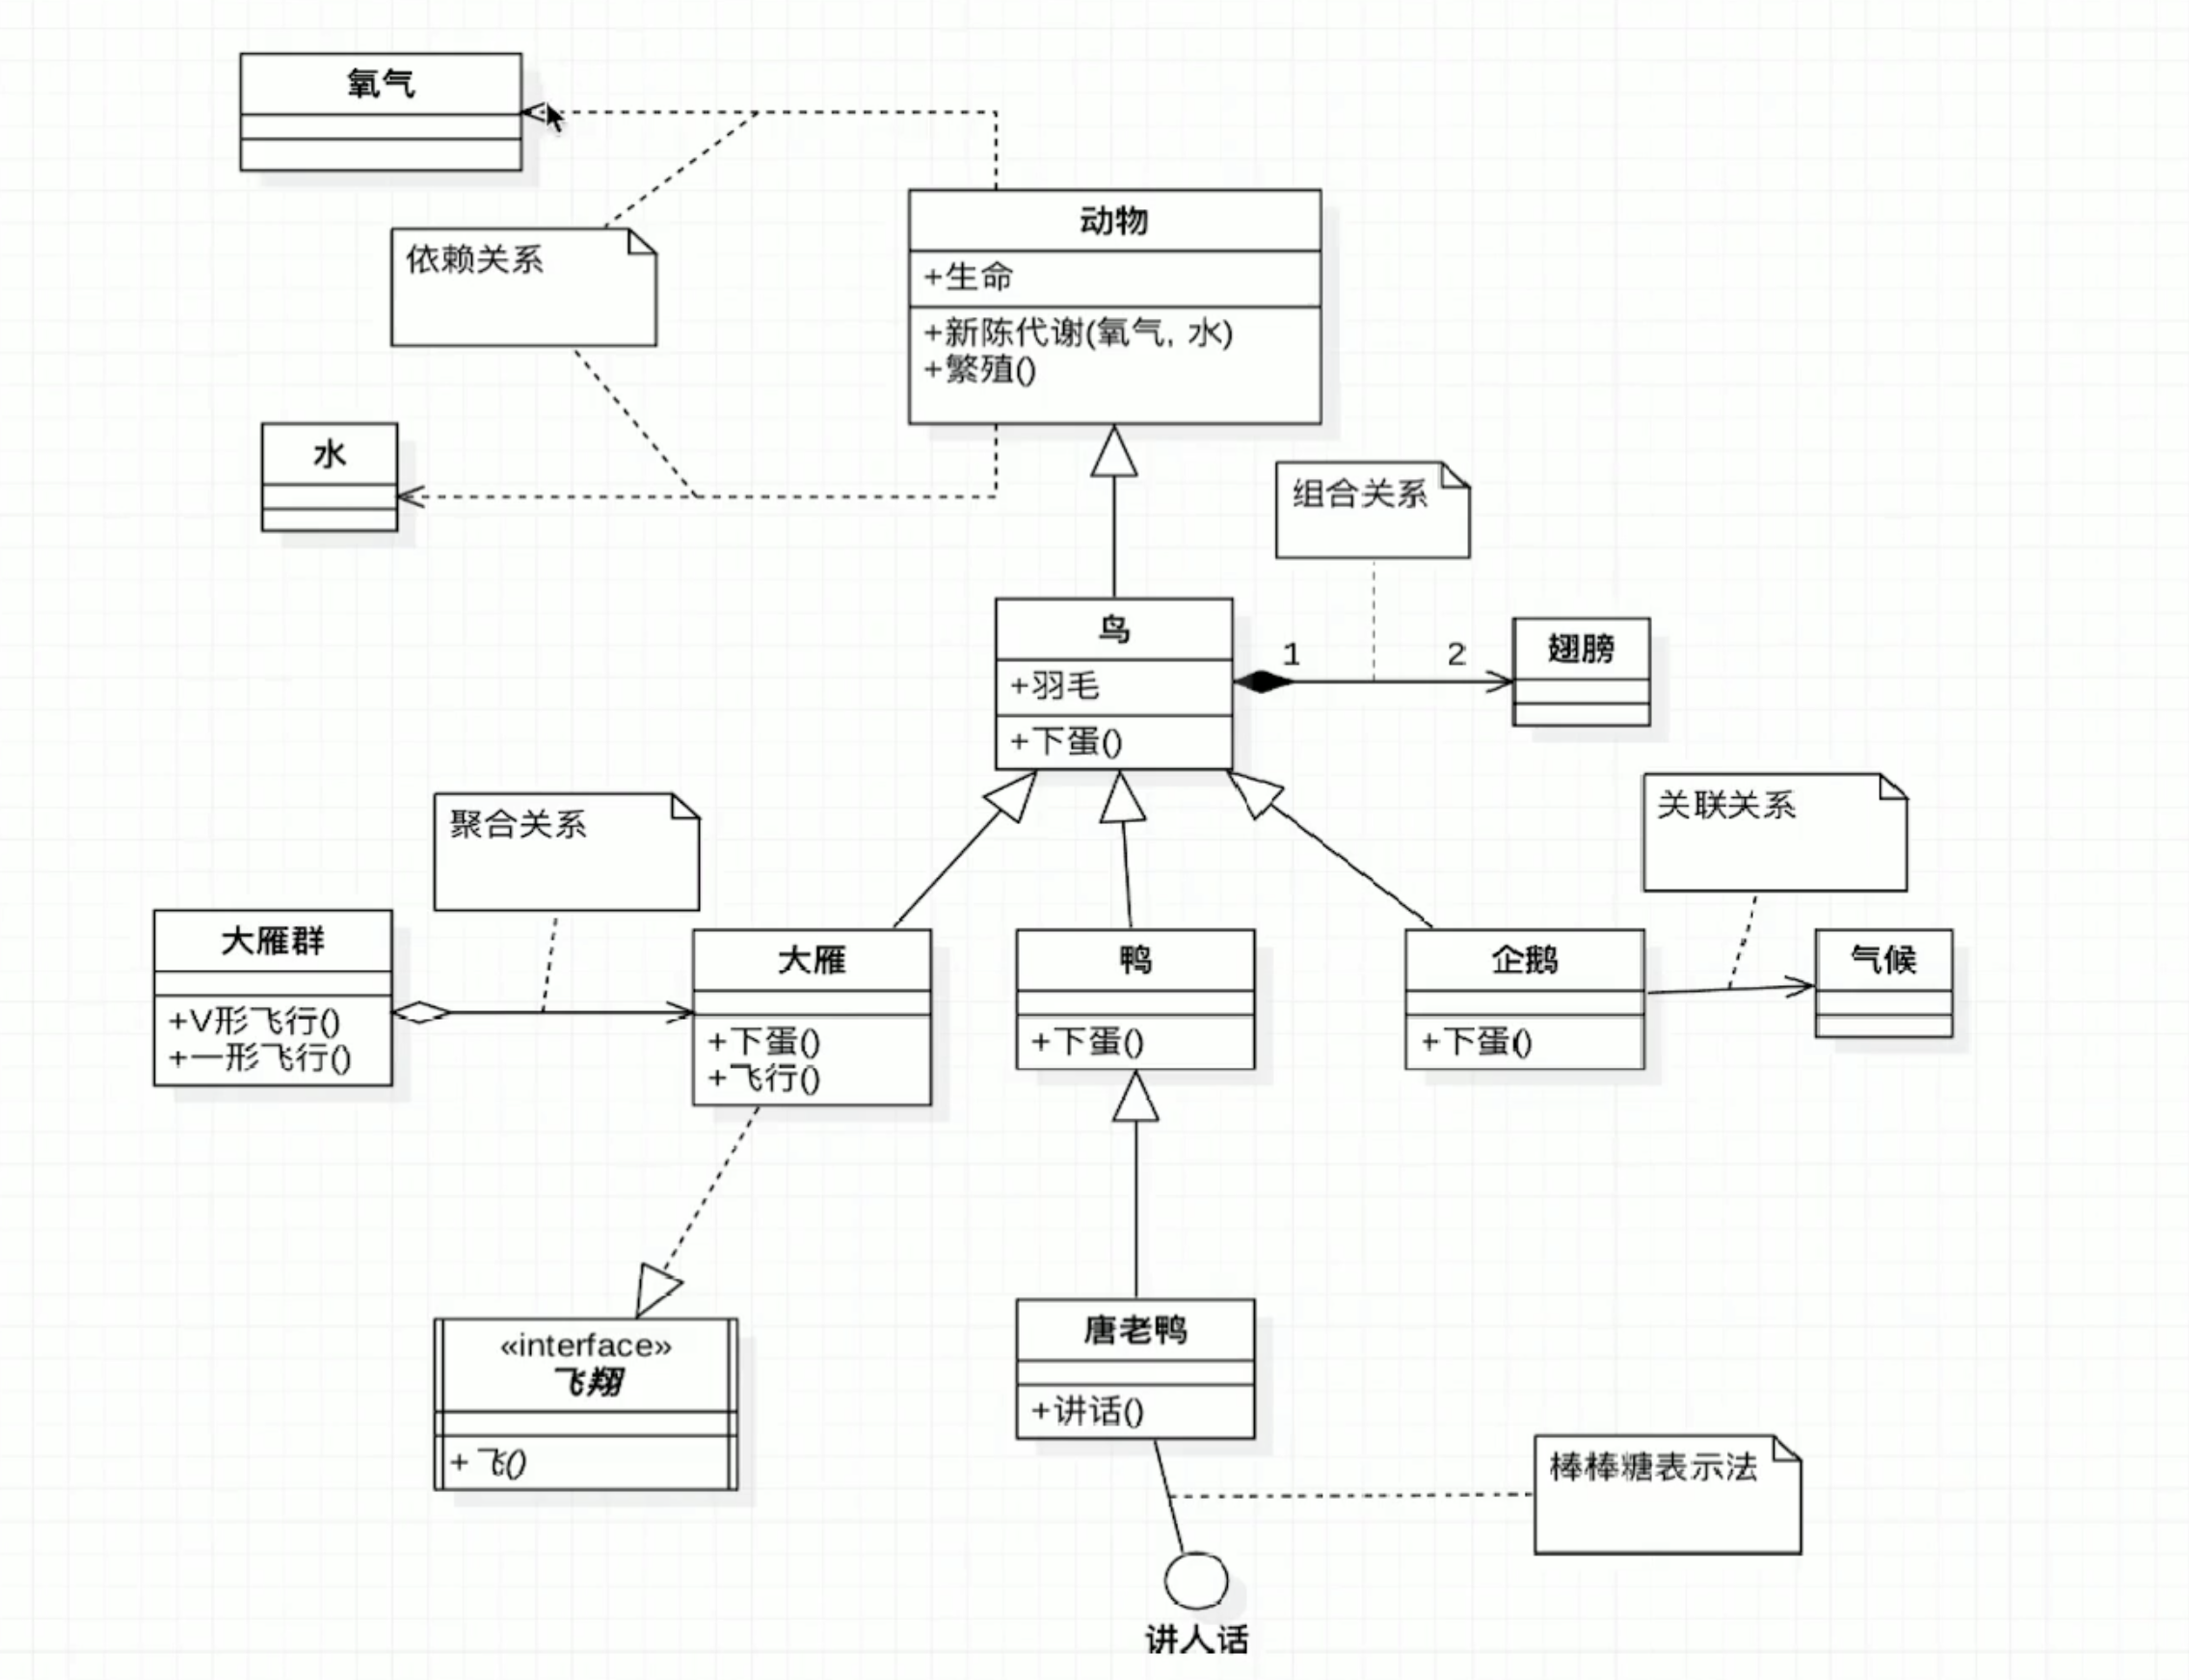 氧气
依赖关系
动物
+生命
+新陈代谢(氧气, 水)
+繁殖()
水
组合关系
鸟
+羽毛
+下蛋()
1
2
翅膀
聚合关系
关联关系
大雁群
+V形飞行()
+一形飞行()
大雁
+下蛋()
+飞行()
鸭
+下蛋()
企鹅
+下蛋()
气候
«interface»
飞翔
+飞()
唐老鸭
+讲话()
棒棒糖表示法
讲人话